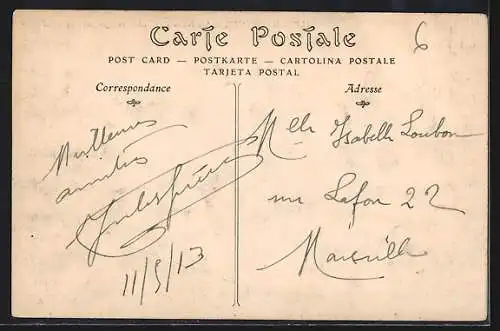 Carte Postale
6
POST CARD — POSTKARTE — CARTOLINA POSTALE
TARJETA POSTAL
Correspondance
Meilleures
amitiés
11/5/13
Adresse
Melle Isabelle Loubon
rue Lafon 22
Marseille